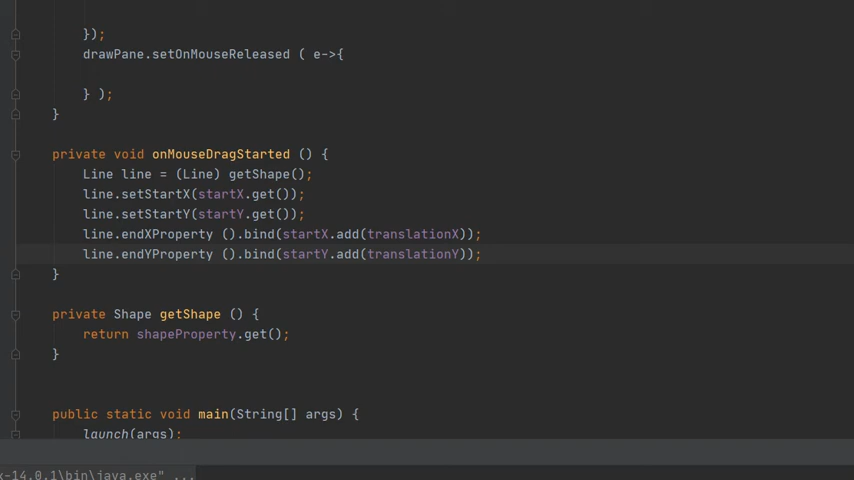 });
drawPane.setOnMouseReleased ( e->{
} );
}
private void onMouseDragStarted () {
Line line = (Line) getShape();
line.setStartX(startX.get());
line.setStartY(startY.get());
line.endXProperty ().bind(startX.add(translationX));
line.endYProperty ().bind(startY.add(translationY));
}
private Shape getShape () {
return shapeProperty.get();
}
public static void main(String[] args) {
launch(args);
x-14.0.1\bin\java.exe" ...